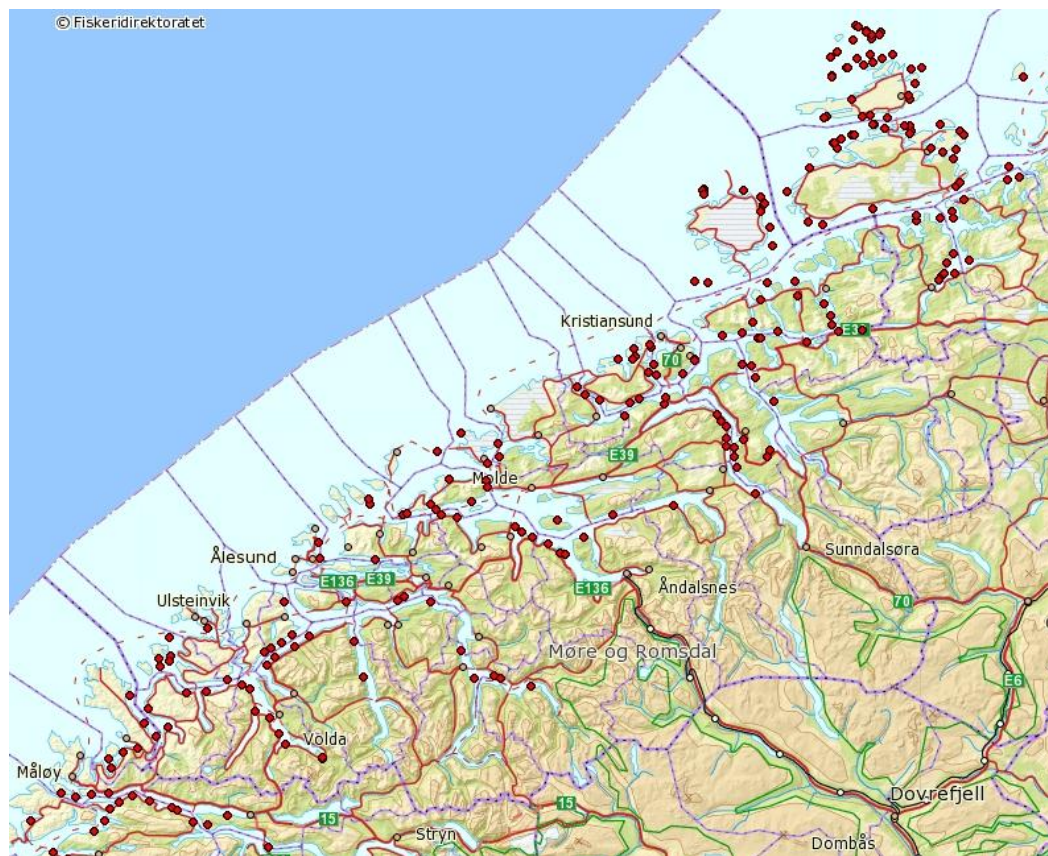 © Fiskeridirektoratet
Kristiansund
70
E39
E39
Molde
Ålesund
E136
E39
Sunndalsøra
Ulsteinvik
E136
Åndalsnes
70
Møre og Romsdal
E6
Volda
Måløy
Dovrefjell
15
15
Stryn
Dombås